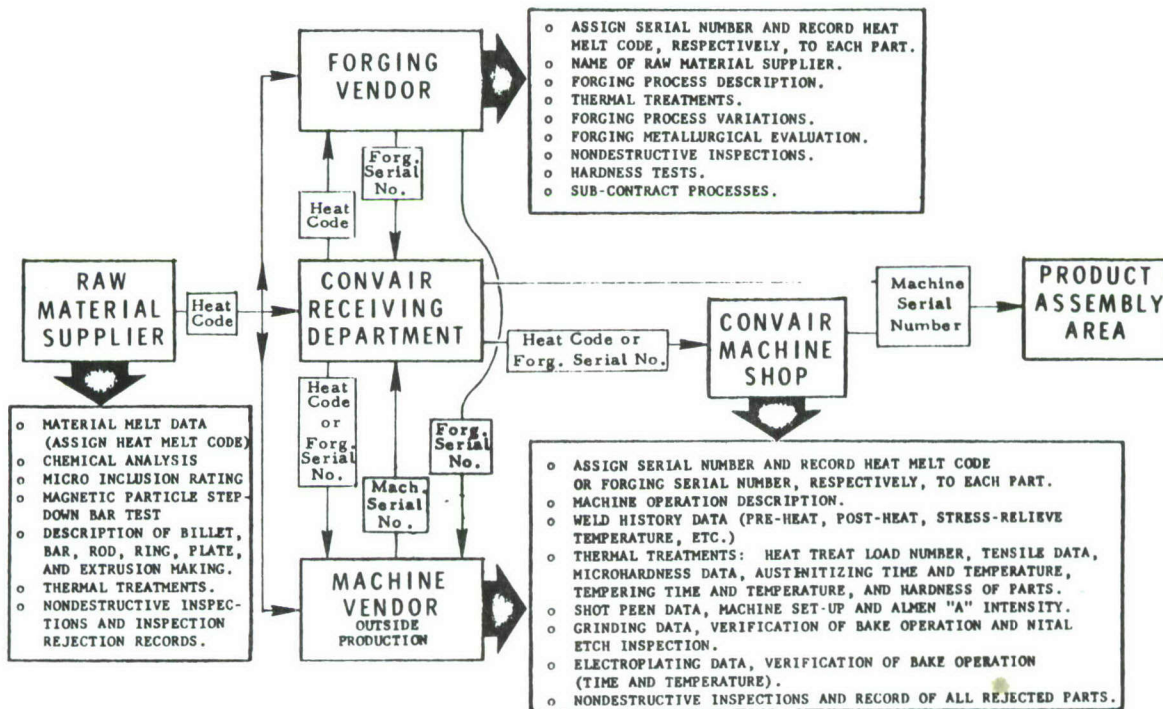 FORGING
VENDOR
o ASSIGN SERIAL NUMBER AND RECORD HEAT
MELT CODE, RESPECTIVELY, TO EACH PART.
o NAME OF RAW MATERIAL SUPPLIER.
o FORGING PROCESS DESCRIPTION.
o THERMAL TREATMENTS.
o FORGING PROCESS VARIATIONS.
o FORGING METALLURGICAL EVALUATION.
o NONDESTRUCTIVE INSPECTIONS.
o HARDNESS TESTS.
o SUB-CONTRACT PROCESSES.
Forg.
Serial
No.
Heat
Code
RAW
MATERIAL
SUPPLIER
Heat
Code
CONVAIR
RECEIVING
DEPARTMENT
Heat Code or
Forg. Serial No.
CONVAIR
MACHINE
SHOP
Machine
Serial
Number
PRODUCT
ASSEMBLY
AREA
Heat
Code
or
Forg.
Serial
No.
Mach.
Serial
No.
Forg.
Serial
No.
o MATERIAL MELT DATA
(ASSIGN HEAT MELT CODE)
o CHEMICAL ANALYSIS
o MICRO INCLUSION RATING
o MAGNETIC PARTICLE STEP-
DOWN BAR TEST
o DESCRIPTION OF BILLET,
BAR, ROD, RING, PLATE,
AND EXTRUSION MAKING.
o THERMAL TREATMENTS.
o NONDESTRUCTIVE INSPEC-
TIONS AND INSPECTION
REJECTION RECORDS.
MACHINE
VENDOR
OUTSIDE
PRODUCTION
o ASSIGN SERIAL NUMBER AND RECORD HEAT MELT CODE
OR FORGING SERIAL NUMBER, RESPECTIVELY, TO EACH PART.
o MACHINE OPERATION DESCRIPTION.
o WELD HISTORY DATA (PRE-HEAT, POST-HEAT, STRESS-RELIEVE
TEMPERATURE, ETC.)
o THERMAL TREATMENTS: HEAT TREAT LOAD NUMBER, TENSILE DATA,
MICROHARDNESS DATA, AUSTINITIZING TIME AND TEMPERATURE,
TEMPERING TIME AND TEMPERATURE, AND HARDNESS OF PARTS.
o SHOT PEEN DATA, MACHINE SET-UP AND ALMEN "A" INTENSITY.
o GRINDING DATA, VERIFICATION OF BAKE OPERATION AND NITAL
ETCH INSPECTION.
o ELECTROPLATING DATA, VERIFICATION OF BAKE OPERATION
(TIME AND TEMPERATURE).
o NONDESTRUCTIVE INSPECTIONS AND RECORD OF ALL REJECTED PARTS.